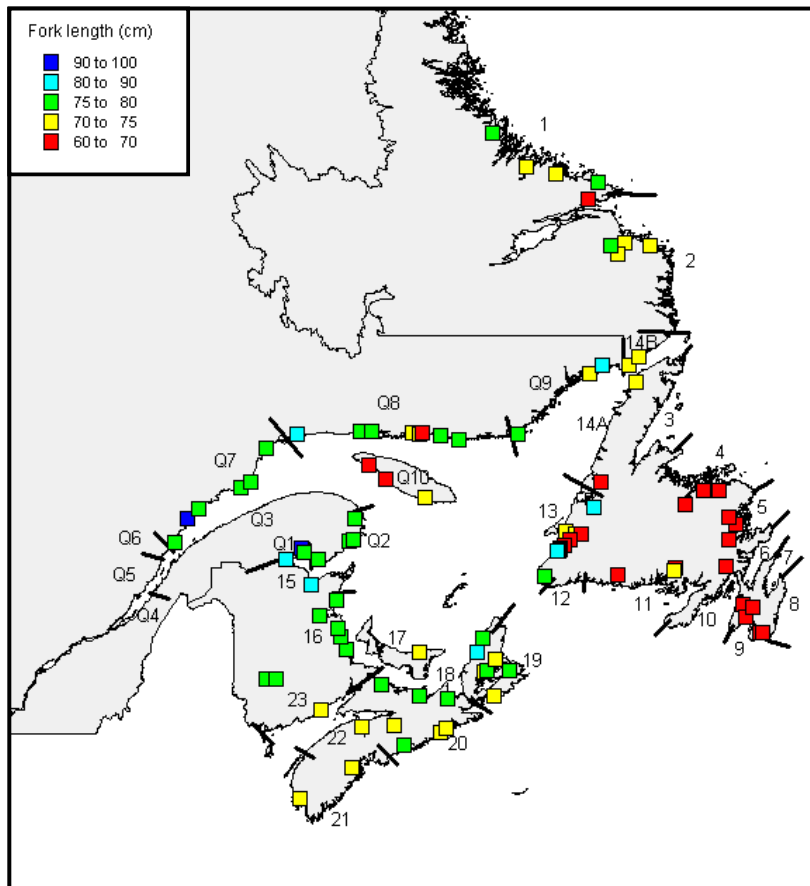 Fork length (cm)
90 to 100
80 to 90
75 to 80
70 to 75
60 to 70
1
2
14B
Q9
3
14A
Q8
4
Q7
Q10
5
Q3
13
Q6
Q1
Q2
6
7
Q5
15
12
11
8
Q4
10
16
17
9
18
19
23
22
20
21